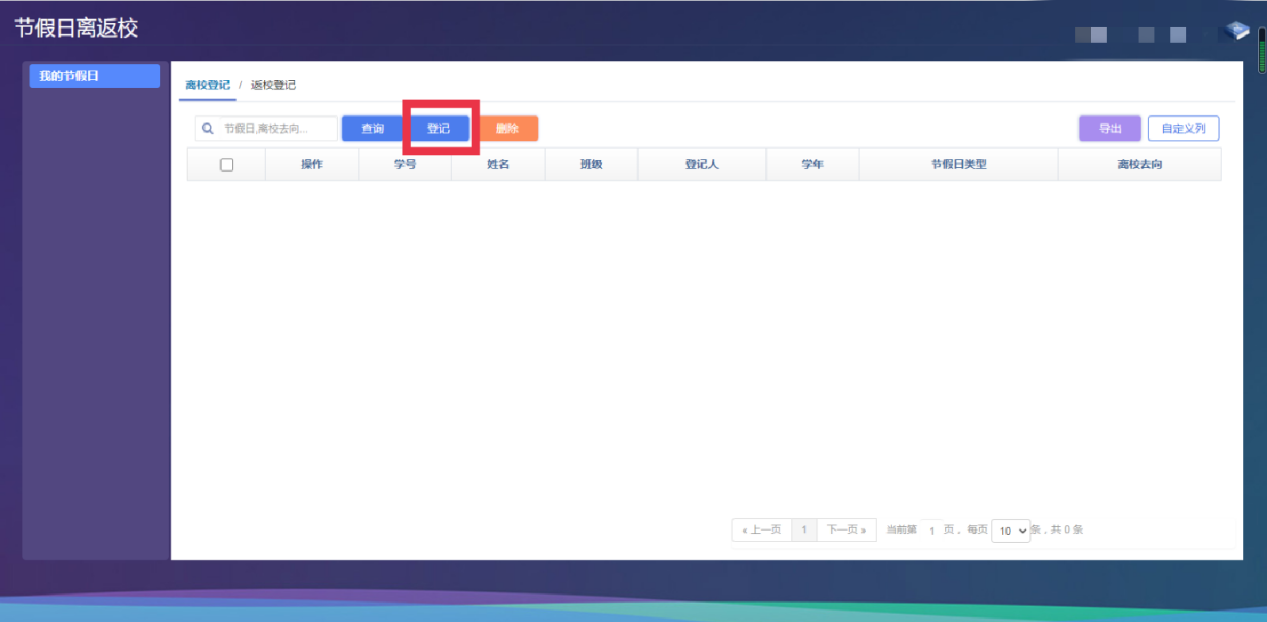 节假日离返校
我的节假日
离校登记 / 返校登记
节假日,离校去向... 查询 登记 删除 导出 自定义列
操作 学号 姓名 班级 登记人 学年 节假日类型 离校去向
« 上一页 1 下一页 » 当前第 1 页 , 每页 10 条 , 共 0 条